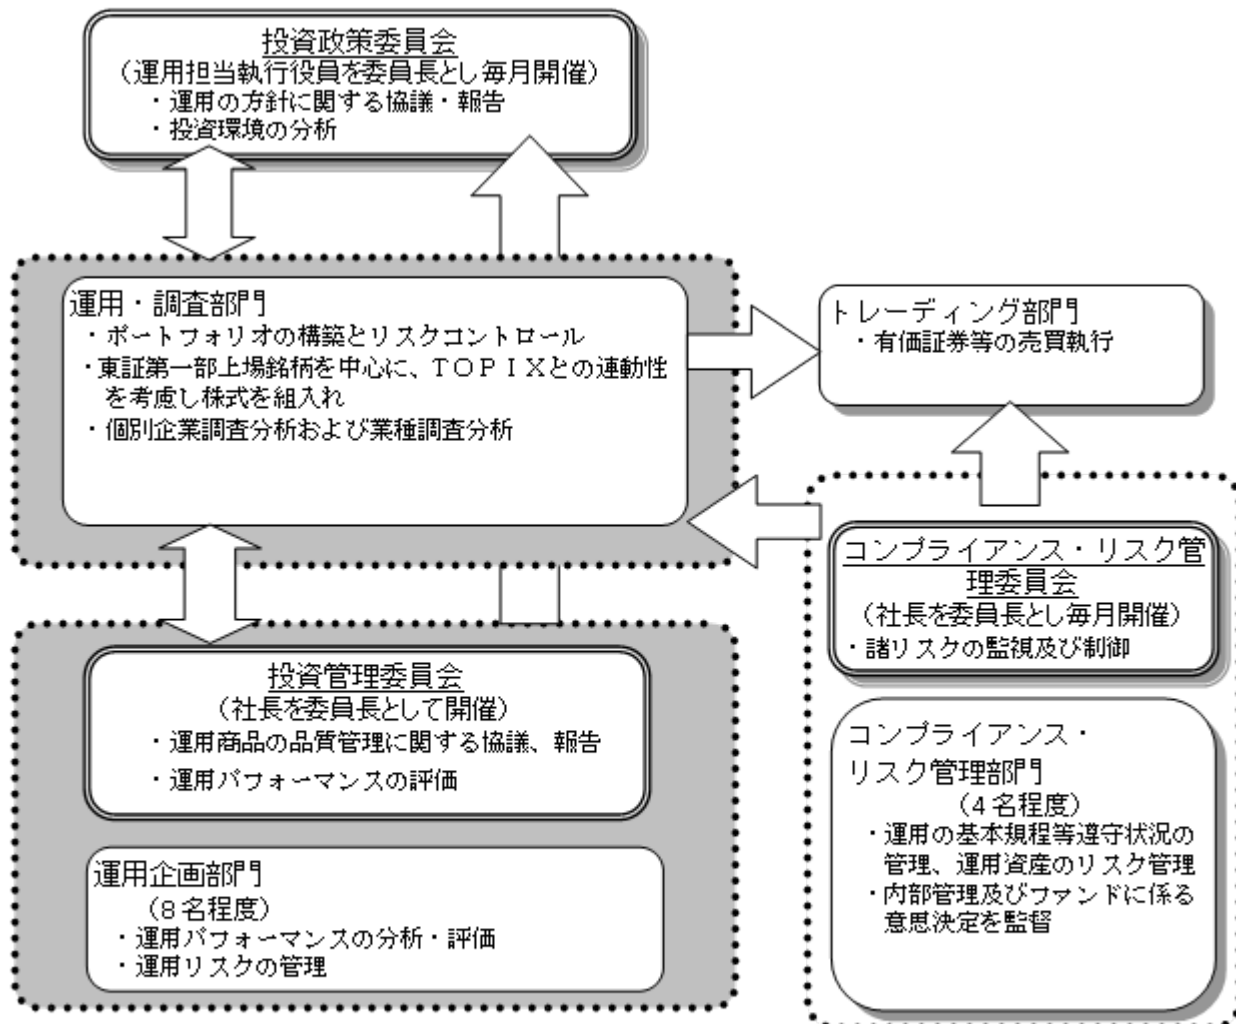 投資政策委員会
（運用担当執行役員を委員長とし毎月開催）
・運用の方針に関する協議・報告
・投資環境の分析
運用・調査部門
・ポートフォリオの構築とリスクコントロール
・東証第一部上場銘柄を中心に、ＴＯＰＩＸとの連動性
を考慮し株式を組入れ
・個別企業調査分析および業種調査分析
トレーディング部門
・有価証券等の売買執行
コンプライアンス・リスク管
理委員会
（社長を委員長とし毎月開催）
・諸リスクの監視及び制御
コンプライアンス・
リスク管理部門
（4名程度）
・運用の基本規程等遵守状況の
管理、運用資産のリスク管理
・内部管理及びファンドに係る
意思決定を監督
投資管理委員会
（社長を委員長として開催）
・運用商品の品質管理に関する協議、報告
・運用パフォーマンスの評価
運用企画部門
（8名程度）
・運用パフォーマンスの分析・評価
・運用リスクの管理